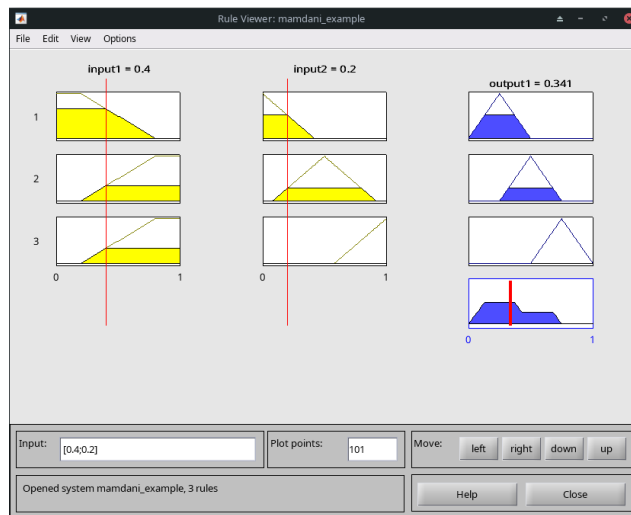 Rule Viewer: mamdani_example
File Edit View Options
input1 = 0.4
input2 = 0.2
output1 = 0.341
1
2
3
0 1
0 1
0 1
Input: [0.4;0.2]
Plot points: 101
Move: left right down up
Opened system mamdani_example, 3 rules
Help Close